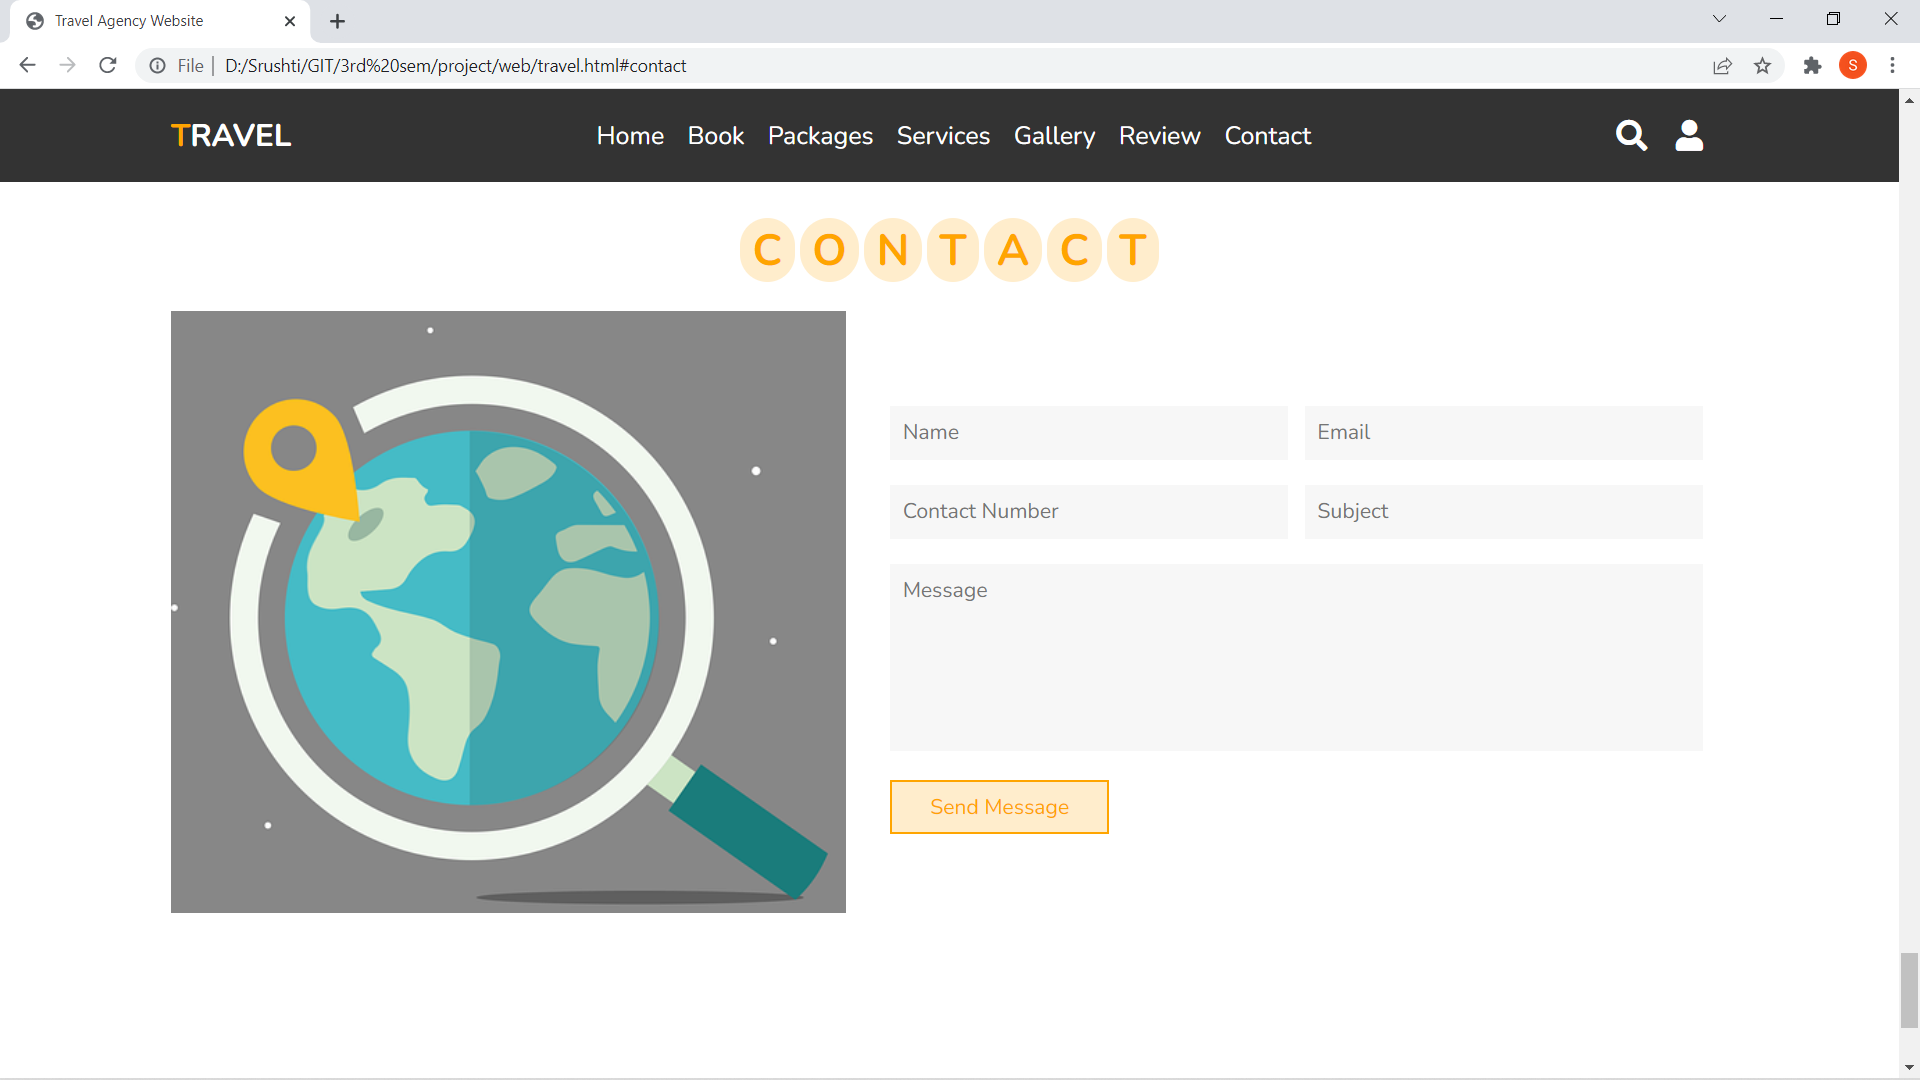 Travel Agency Website
File | D:/Srushti/GIT/3rd%20sem/project/web/travel.html#contact
S
TRAVEL Home Book Packages Services Gallery Review Contact
CONTACT
Name Email
Contact Number Subject
Message
Send Message